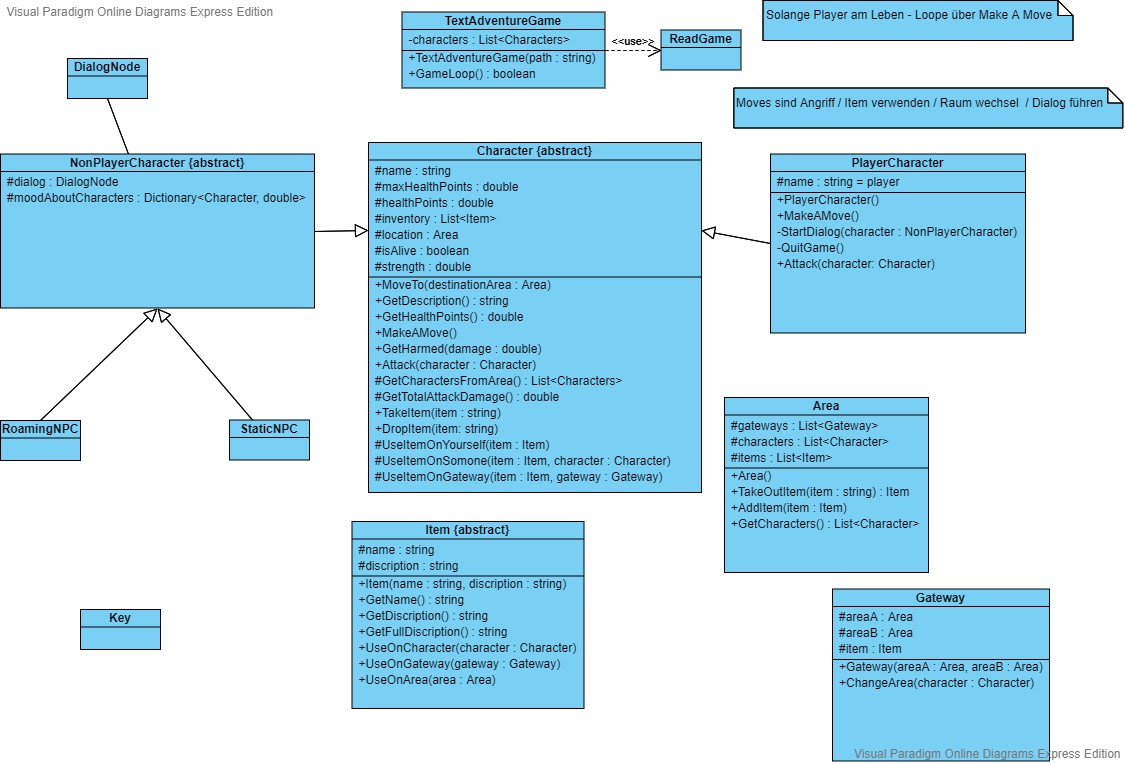 Visual Paradigm Online Diagrams Express Edition
TextAdventureGame
-characters : List<Characters>
+TextAdventureGame(path : string)
+GameLoop() : boolean
<<use>>
ReadGame
Solange Player am Leben - Loope über Make A Move
Moves sind Angriff / Item verwenden / Raum wechsel / Dialog führen
DialogNode
NonPlayerCharacter {abstract}
#dialog : DialogNode
#moodAboutCharacters : Dictionary<Character, double>
Character {abstract}
#name : string
#maxHealthPoints : double
#healthPoints : double
#inventory : List<Item>
#location : Area
#isAlive : boolean
#strength : double
+MoveTo(destinationArea : Area)
+GetDescription() : string
+GetHealthPoints() : double
+MakeAMove()
+GetHarmed(damage : double)
+Attack(character : Character)
#GetCharactersFromArea() : List<Characters>
#GetTotalAttackDamage() : double
+TakeItem(item : string)
+DropItem(item: string)
#UseItemOnYourself(item : Item)
#UseItemOnSomone(item : Item, character : Character)
#UseItemOnGateway(item : Item, gateway : Gateway)
PlayerCharacter
#name : string = player
+PlayerCharacter()
+MakeAMove()
-StartDialog(character : NonPlayerCharacter)
-QuitGame()
+Attack(character: Character)
RoamingNPC
StaticNPC
Area
#gateways : List<Gateway>
#characters : List<Character>
#items : List<Item>
+Area()
+TakeOutItem(item : string) : Item
+AddItem(item : Item)
+GetCharacters() : List<Character>
Item {abstract}
#name : string
#discription : string
+Item(name : string, discription : string)
+GetName() : string
+GetDiscription() : string
+GetFullDiscription() : string
+UseOnCharacter(character : Character)
+UseOnGateway(gateway : Gateway)
+UseOnArea(area : Area)
Key
Gateway
#areaA : Area
#areaB : Area
#item : Item
+Gateway(areaA : Area, areaB : Area)
+ChangeArea(character : Character)
Visual Paradigm Online Diagrams Express Edition